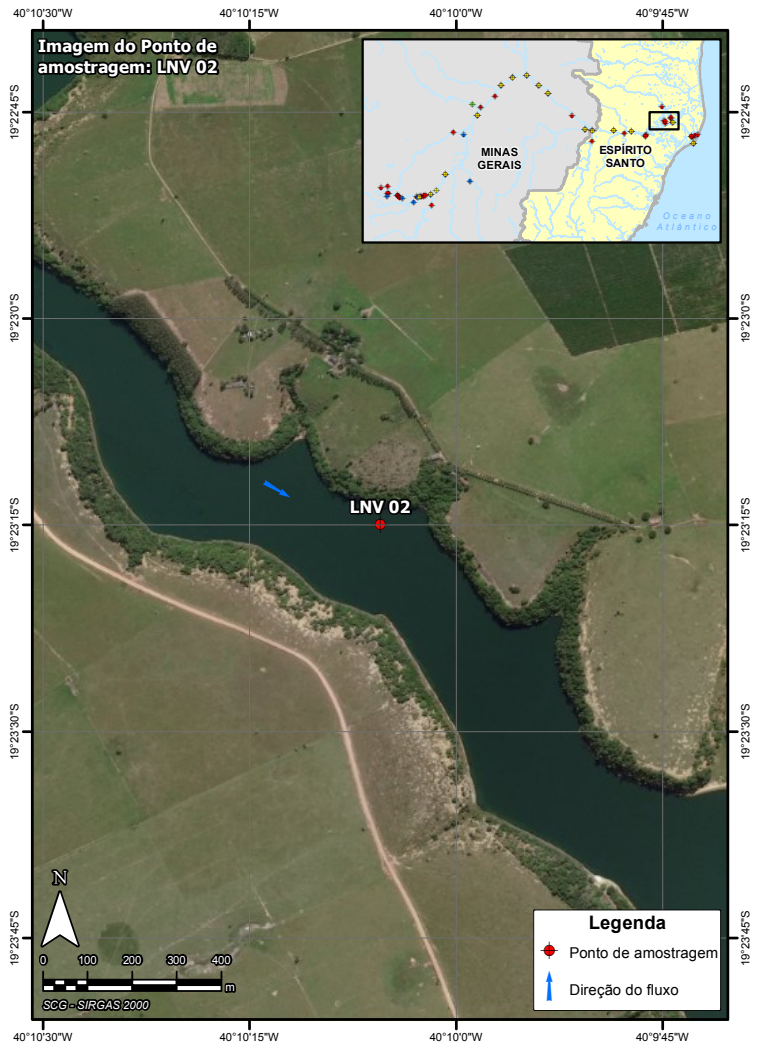 40°10'30"W
40°10'15"W
40°10'0"W
40°9'45"W
Imagem do Ponto de
amostragem: LNV 02
MINAS
GERAIS
ESPÍRITO
SANTO
Oceano
Atlântico
19°22'45"S
19°22'45"S
19°23'0"S
19°23'0"S
LNV 02
19°23'15"S
19°23'15"S
19°23'30"S
19°23'30"S
19°23'45"S
19°23'45"S
N
0 100 200 300 400
m
SCG - SIRGAS 2000
Legenda
Ponto de amostragem
Direção do fluxo
40°10'30"W
40°10'15"W
40°10'0"W
40°9'45"W